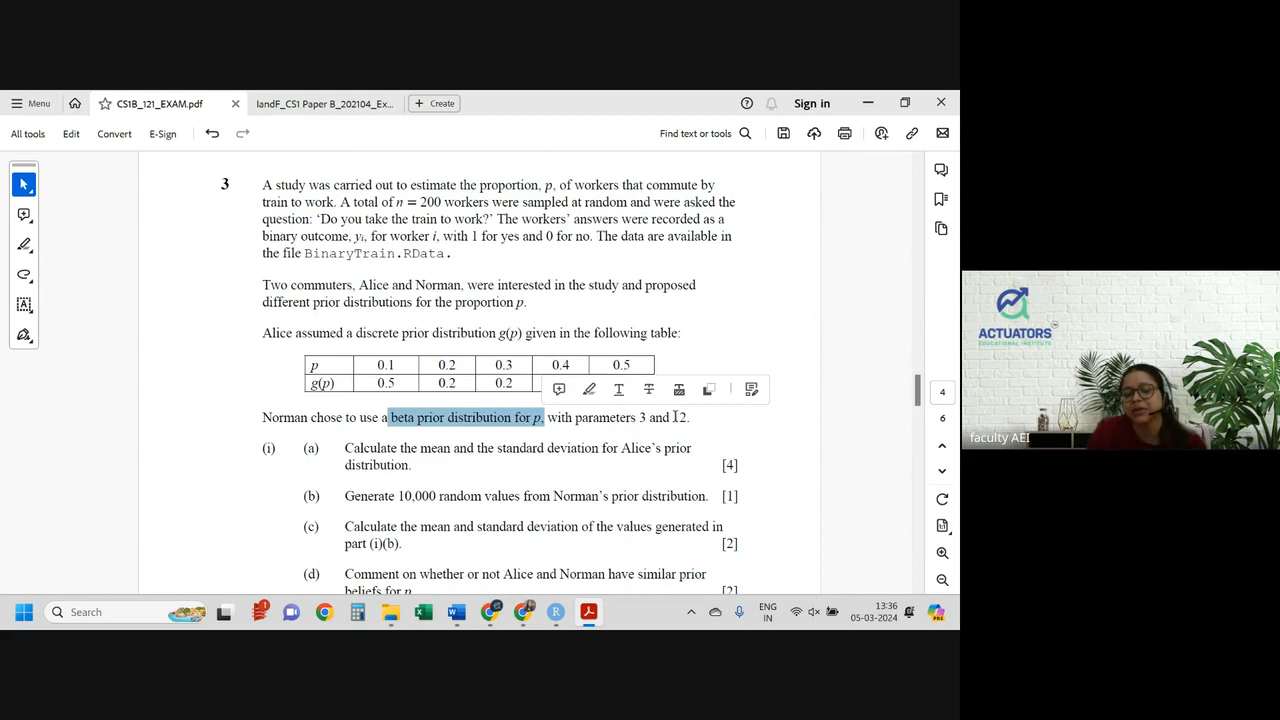 Menu
CS1B_121_EXAM.pdf
IandF_CS1 Paper B_202104_Ex...
Create
Sign in
All tools
Edit
Convert
E-Sign
Find text or tools
3
A study was carried out to estimate the proportion, p, of workers that commute by
train to work. A total of n = 200 workers were sampled at random and were asked the
question: ‘Do you take the train to work?’ The workers’ answers were recorded as a
binary outcome, yᵢ, for worker i, with 1 for yes and 0 for no. The data are available in
the file BinaryTrain.RData.
Two commuters, Alice and Norman, were interested in the study and proposed
different prior distributions for the proportion p.
Alice assumed a discrete prior distribution g(p) given in the following table:
p 0.1 0.2 0.3 0.4 0.5
g(p) 0.5 0.2 0.2
Norman chose to use a beta prior distribution for p, with parameters 3 and 12.
(i) (a) Calculate the mean and the standard deviation for Alice’s prior
distribution. [4]
(b) Generate 10,000 random values from Norman’s prior distribution. [1]
(c) Calculate the mean and standard deviation of the values generated in
part (i)(b). [2]
(d) Comment on whether or not Alice and Norman have similar prior
beliefs for p. [2]
4
6
ACTUATORS
EDUCATIONAL INSTITUTE
faculty AEI
Search
ENG
IN
13:36
05-03-2024